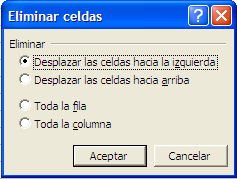 Eliminar celdas
Eliminar
Desplazar las celdas hacia la izquierda
Desplazar las celdas hacia arriba
Toda la fila
Toda la columna
Aceptar
Cancelar